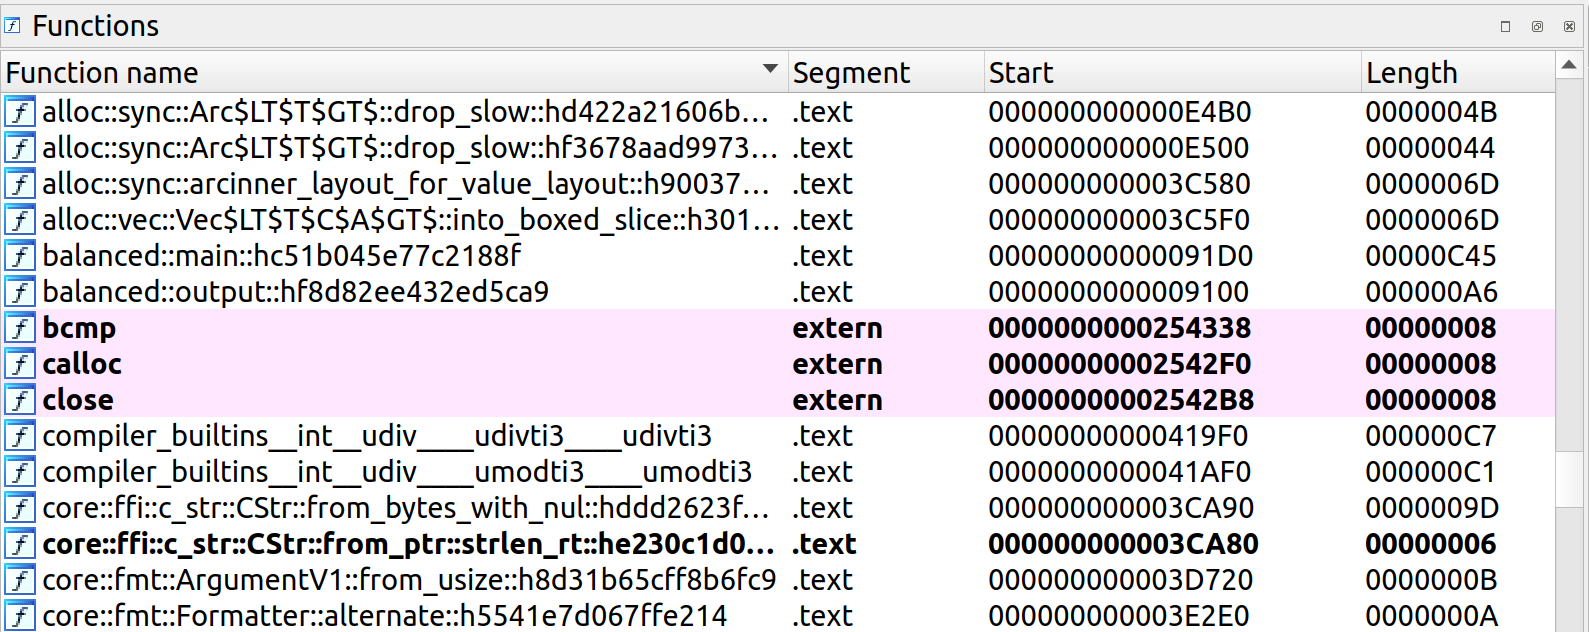 Functions
Function name Segment Start Length
alloc::sync::Arc$LT$T$GT$::drop_slow::hd422a21606b… .text 000000000000E4B0 0000004B
alloc::sync::Arc$LT$T$GT$::drop_slow::hf3678aad9973… .text 000000000000E500 00000044
alloc::sync::arcinner_layout_for_value_layout::h90037… .text 000000000003C580 0000006D
alloc::vec::Vec$LT$T$C$A$GT$::into_boxed_slice::h301… .text 000000000003C5F0 0000006D
balanced::main::hc51b045e77c2188f .text 00000000000091D0 00000C45
balanced::output::hf8d82ee432ed5ca9 .text 0000000000009100 000000A6
bcmp extern 0000000000254338 00000008
calloc extern 00000000002542F0 00000008
close extern 00000000002542B8 00000008
compiler_builtins__int__udiv____udivti3____udivti3 .text 00000000000419F0 000000C7
compiler_builtins__int__udiv____umodti3____umodti3 .text 0000000000041AF0 000000C1
core::ffi::c_str::CStr::from_bytes_with_nul::hddd2623f… .text 000000000003CA90 0000009D
core::ffi::c_str::CStr::from_ptr::strlen_rt::he230c1d0… .text 000000000003CA80 00000006
core::fmt::ArgumentV1::from_usize::h8d31b65cff8b6fc9 .text 000000000003D720 0000000B
core::fmt::Formatter::alternate::h5541e7d067ffe214 .text 000000000003E2E0 0000000A